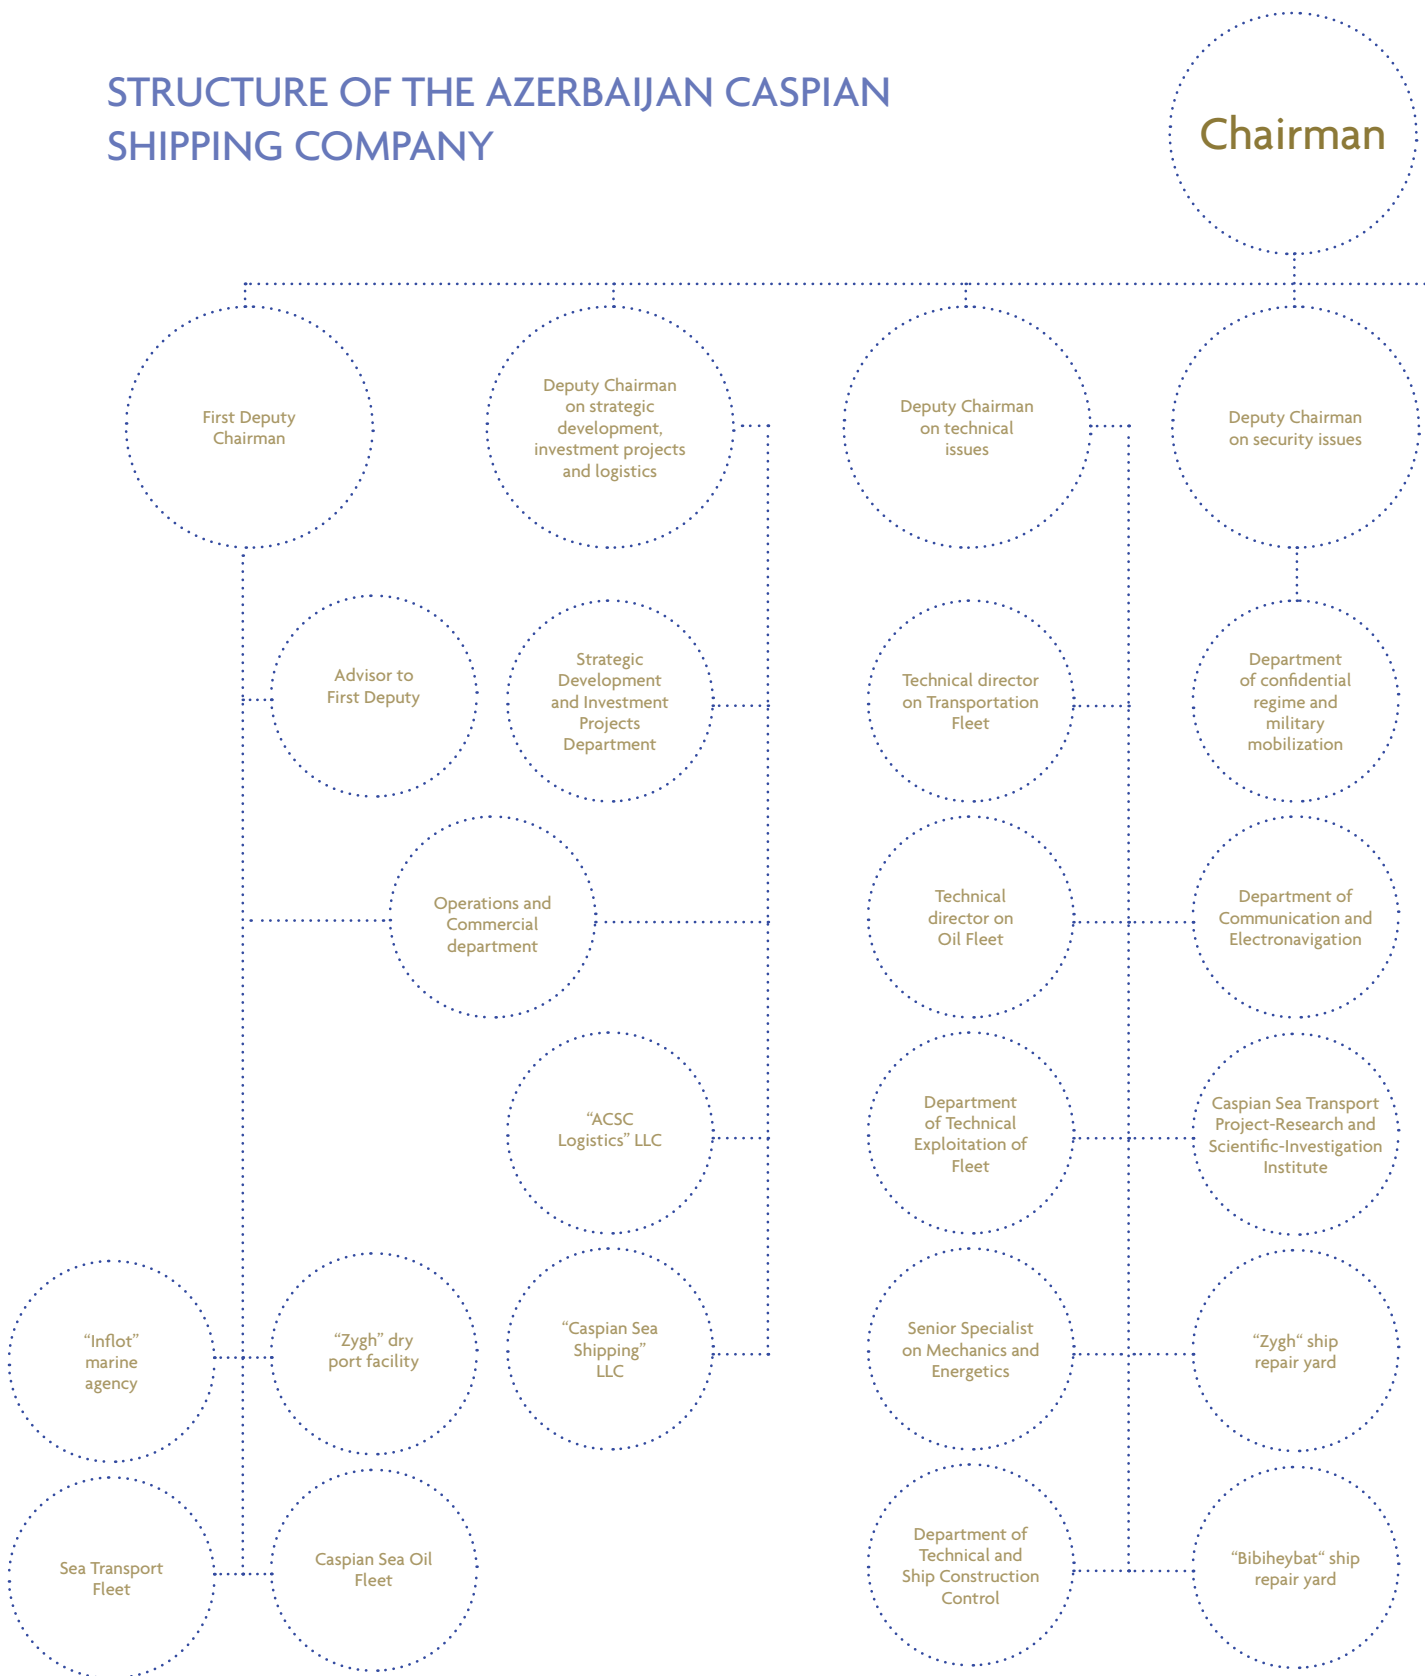 STRUCTURE OF THE AZERBAIJAN CASPIAN
SHIPPING COMPANY
Chairman
First Deputy
Chairman
Deputy Chairman
on strategic
development,
investment projects
and logistics
Deputy Chairman
on technical
issues
Deputy Chairman
on security issues
Advisor to
First Deputy
Strategic
Development
and Investment
Projects
Department
Technical director
on Transportation
Fleet
Department
of confidential
regime and
military
mobilization
Operations and
Commercial
department
Technical
director on
Oil Fleet
Department of
Communication and
Electronavigation
“ACSC
Logistics” LLC
Department
of Technical
Exploitation of
Fleet
Caspian Sea Transport
Project-Research and
Scientific-Investigation
Institute
“Inflot”
marine
agency
“Zygh” dry
port facility
“Caspian Sea
Shipping”
LLC
Senior Specialist
on Mechanics and
Energetics
“Zygh“ ship
repair yard
Sea Transport
Fleet
Caspian Sea Oil
Fleet
Department of
Technical and
Ship Construction
Control
“Bibiheybat“ ship
repair yard